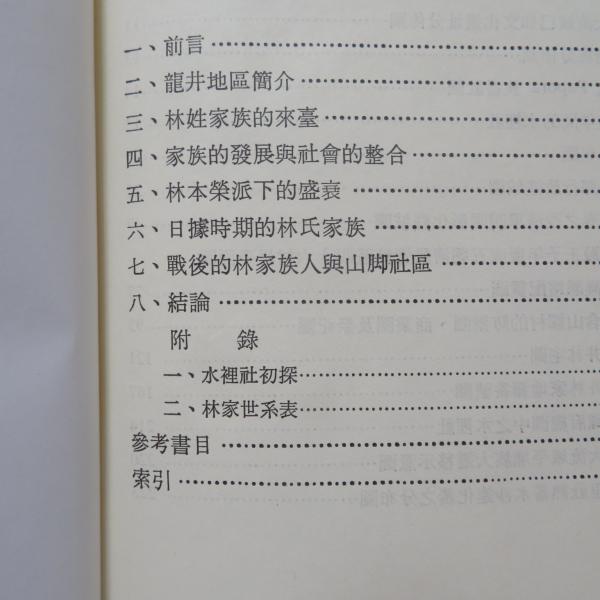 一、前言
二、龍井地區簡介
三、林姓家族的來臺
四、家族的發展與社會的整合
五、林本榮派下的盛衰
六、日據時期的林氏家族
七、戰後的林家族人與山脚社區
八、結論
附 錄
一、水裡社初探
二、林家世系表
參考書目
索引